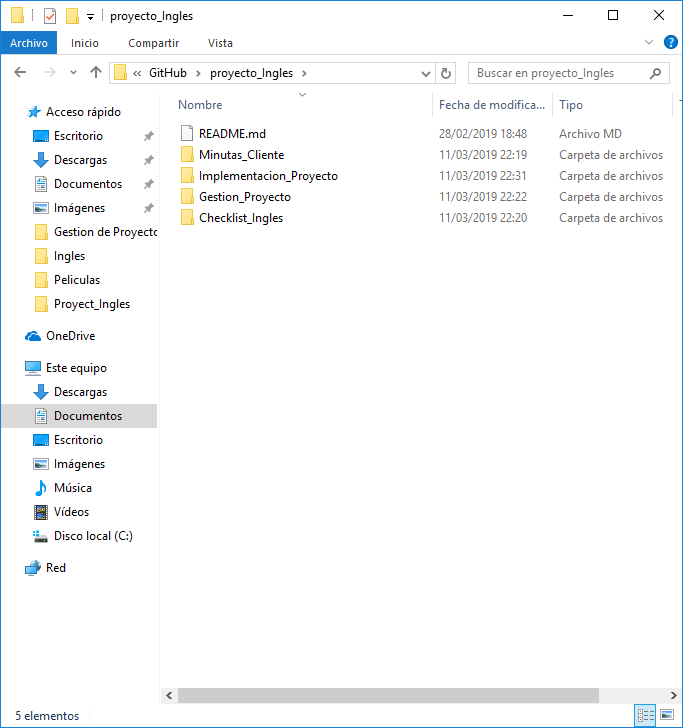 proyecto_Ingles
Archivo Inicio Compartir Vista
« GitHub › proyecto_Ingles › Buscar en proyecto_Ingles
Acceso rápido
Escritorio
Descargas
Documentos
Imágenes
Gestion de Proyecto
Ingles
Peliculas
Proyect_Ingles
OneDrive
Este equipo
Descargas
Documentos
Escritorio
Imágenes
Música
Vídeos
Disco local (C:)
Red
Nombre Fecha de modifica... Tipo
README.md 28/02/2019 18:48 Archivo MD
Minutas_Cliente 11/03/2019 22:19 Carpeta de archivos
Implementacion_Proyecto 11/03/2019 22:31 Carpeta de archivos
Gestion_Proyecto 11/03/2019 22:22 Carpeta de archivos
Checklist_Ingles 11/03/2019 22:20 Carpeta de archivos
5 elementos